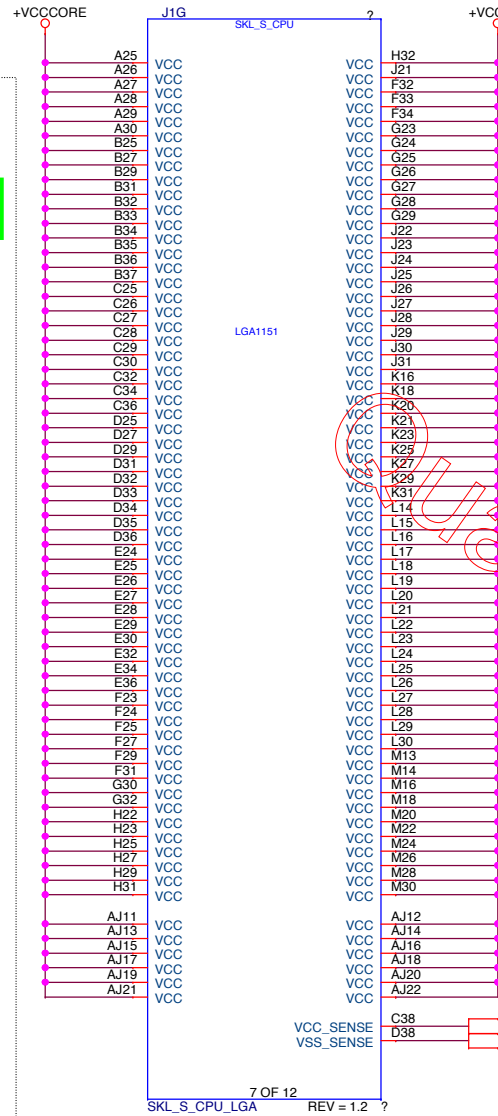 +VCCCORE J1G ? +VCC
SKL_S_CPU
A25 VCC VCC H32
A26 VCC VCC J21
A27 VCC VCC F32
A28 VCC VCC F33
A29 VCC VCC F34
A30 VCC VCC G23
B25 VCC VCC G24
B27 VCC VCC G25
B29 VCC VCC G26
B31 VCC VCC G27
B32 VCC VCC G28
B33 VCC VCC G29
B34 VCC VCC J22
B35 VCC VCC J23
B36 VCC VCC J24
B37 VCC VCC J25
C25 VCC VCC J26
C26 VCC VCC J27
C27 VCC VCC J28
C28 VCC LGA1151 VCC J29
C29 VCC VCC J30
C30 VCC VCC J31
C32 VCC VCC K16
C34 VCC VCC K18
C36 VCC VCC K20
D25 VCC VCC K21
D27 VCC VCC K23
D29 VCC VCC K25
D31 VCC VCC K27
D32 VCC VCC K29
D33 VCC VCC K31
D34 VCC VCC L14
D35 VCC VCC L15
D36 VCC VCC L16
E24 VCC VCC L17
E25 VCC VCC L18
E26 VCC VCC L19
E27 VCC VCC L20
E28 VCC VCC L21
E29 VCC VCC L22
E30 VCC VCC L23
E32 VCC VCC L24
E34 VCC VCC L25
E36 VCC VCC L26
F23 VCC VCC L27
F24 VCC VCC L28
F25 VCC VCC L29
F27 VCC VCC L30
F29 VCC VCC M13
F31 VCC VCC M14
G30 VCC VCC M16
G32 VCC VCC M18
H22 VCC VCC M20
H23 VCC VCC M22
H25 VCC VCC M24
H27 VCC VCC M26
H29 VCC VCC M28
H31 VCC VCC M30
AJ11 VCC VCC AJ12
AJ13 VCC VCC AJ14
AJ15 VCC VCC AJ16
AJ17 VCC VCC AJ18
AJ19 VCC VCC AJ20
AJ21 VCC VCC AJ22
VCC_SENSE C38
VSS_SENSE D38
7 OF 12
SKL_S_CPU_LGA REV = 1.2 ?